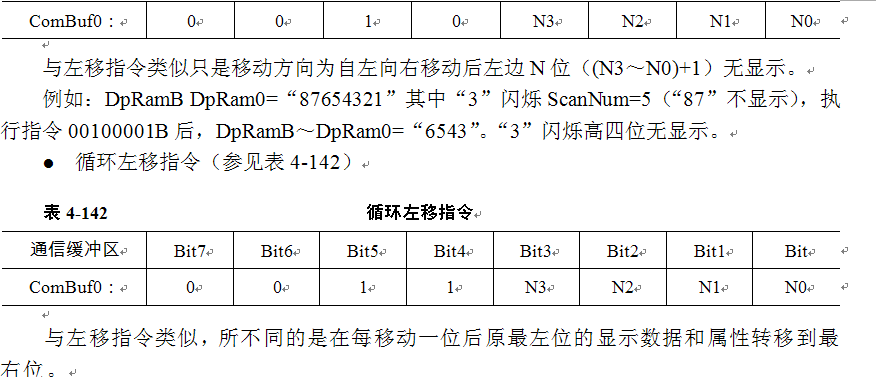 ComBuf0： 0 0 1 0 N3 N2 N1 N0
与左移指令类似只是移动方向为自左向右移动后左边 N 位（(N3～N0)+1）无显示。
例如：DpRamB DpRam0=“87654321”其中“3”闪烁 ScanNum=5（“87”不显示），执
行指令 00100001B 后，DpRamB～DpRam0=“6543”。“3”闪烁高四位无显示。
● 循环左移指令（参见表 4-142）
表 4-142 循环左移指令
通信缓冲区 Bit7 Bit6 Bit5 Bit4 Bit3 Bit2 Bit1 Bit
ComBuf0： 0 0 1 1 N3 N2 N1 N0
与左移指令类似，所不同的是在每移动一位后原最左位的显示数据和属性转移到最
右位。